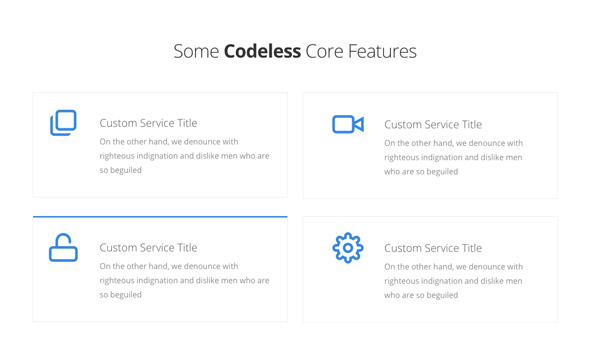 Some Codeless Core Features
Custom Service Title
On the other hand, we denounce with
righteous indignation and dislike men who are
so beguiled
Custom Service Title
On the other hand, we denounce with
righteous indignation and dislike men
who are so beguiled
Custom Service Title
On the other hand, we denounce with
righteous indignation and dislike men who are
so beguiled
Custom Service Title
On the other hand, we denounce with
righteous indignation and dislike men
who are so beguiled